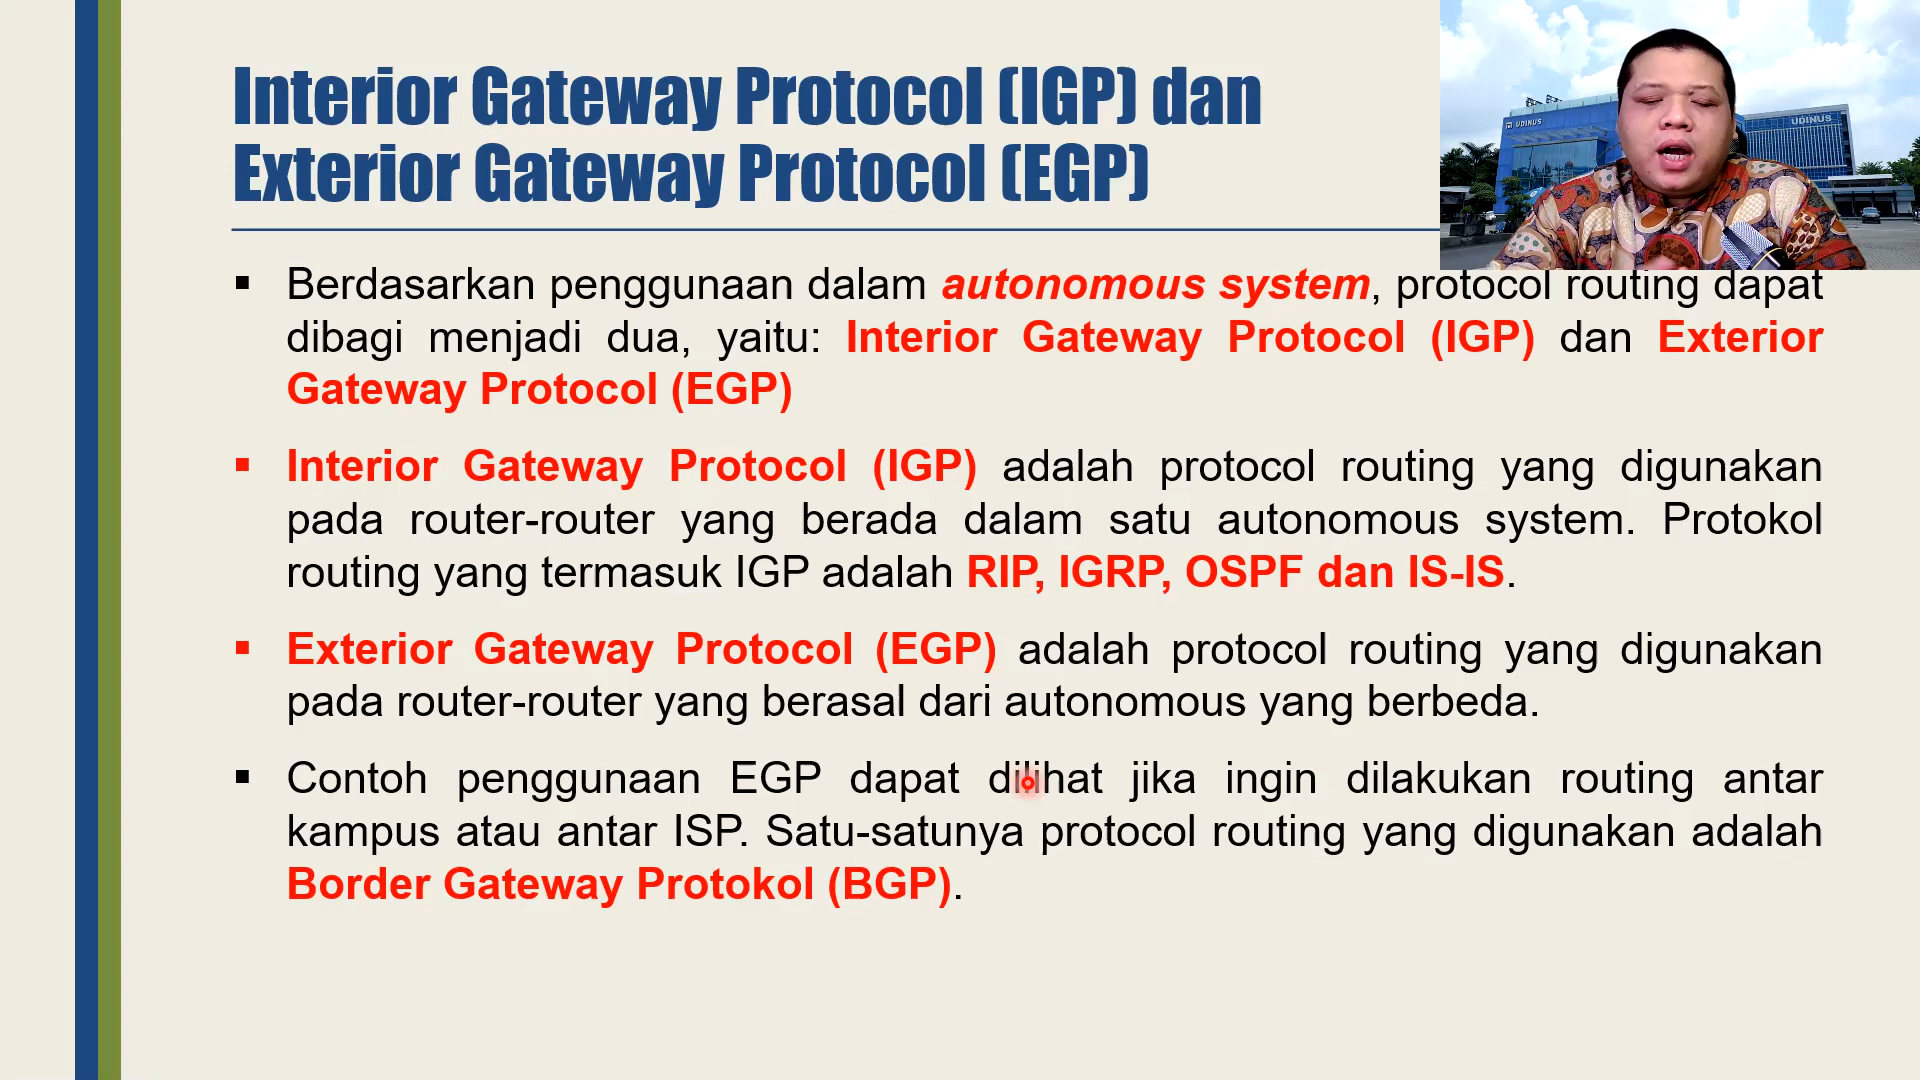 Interior Gateway Protocol (IGP) dan
Exterior Gateway Protocol (EGP)
UDINUS
UDINUS
▪ Berdasarkan penggunaan dalam autonomous system, protocol routing dapat
dibagi menjadi dua, yaitu: Interior Gateway Protocol (IGP) dan Exterior
Gateway Protocol (EGP)
▪ Interior Gateway Protocol (IGP) adalah protocol routing yang digunakan
pada router-router yang berada dalam satu autonomous system. Protokol
routing yang termasuk IGP adalah RIP, IGRP, OSPF dan IS-IS.
▪ Exterior Gateway Protocol (EGP) adalah protocol routing yang digunakan
pada router-router yang berasal dari autonomous yang berbeda.
▪ Contoh penggunaan EGP dapat dilihat jika ingin dilakukan routing antar
kampus atau antar ISP. Satu-satunya protocol routing yang digunakan adalah
Border Gateway Protokol (BGP).